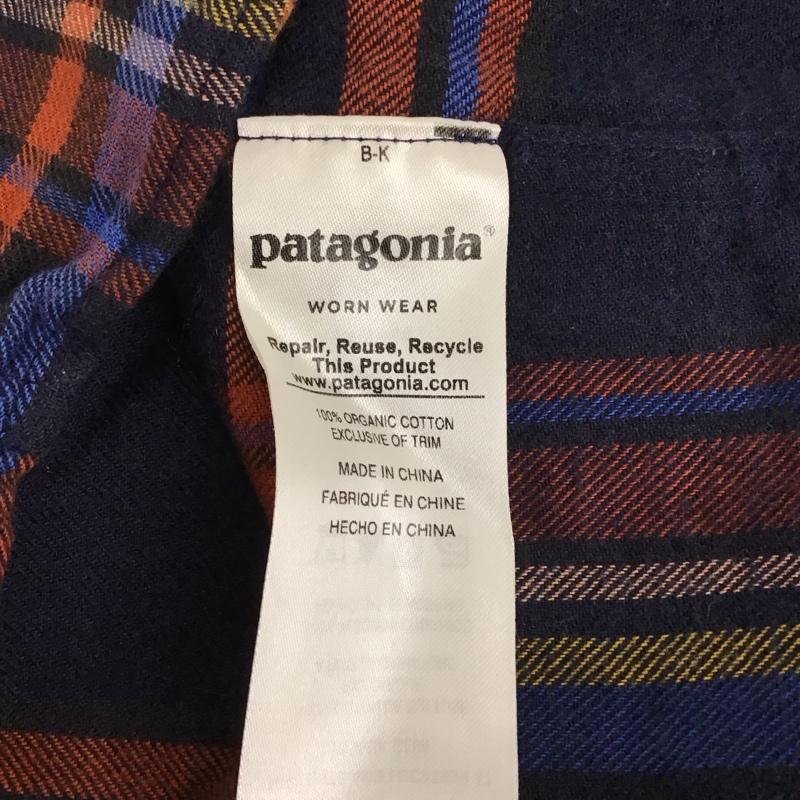 B-K
patagonia®
WORN WEAR
Repair, Reuse, Recycle
This Product
www.patagonia.com
100% ORGANIC COTTON
EXCLUSIVE OF TRIM
MADE IN CHINA
FABRIQUÉ EN CHINE
HECHO EN CHINA